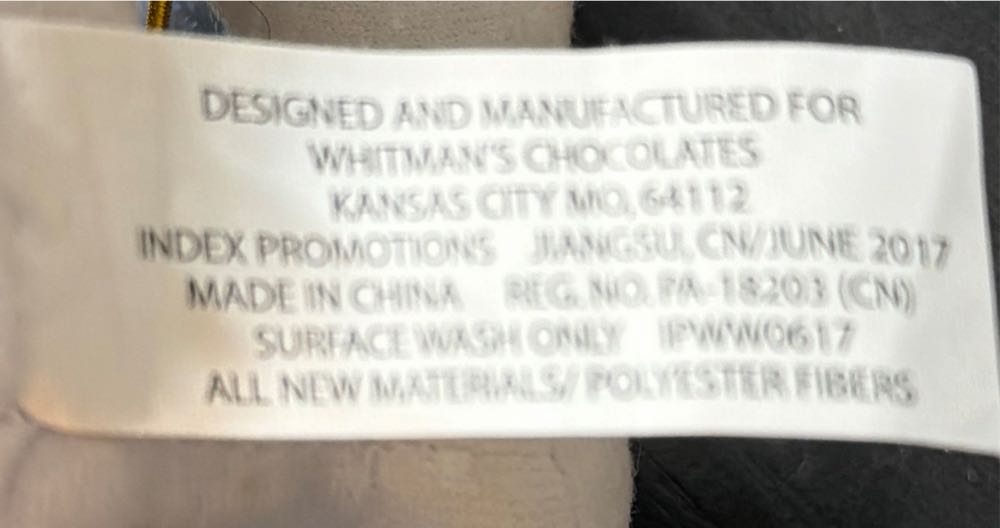 DESIGNED AND MANUFACTURED FOR
WHITMAN'S CHOCOLATES
KANSAS CITY MO, 64112
INDEX PROMOTIONS JIANGSU, CN/JUNE 2017
MADE IN CHINA REG. NO. PA-18203 (CN)
SURFACE WASH ONLY IPWW0617
ALL NEW MATERIALS/ POLYESTER FIBERS